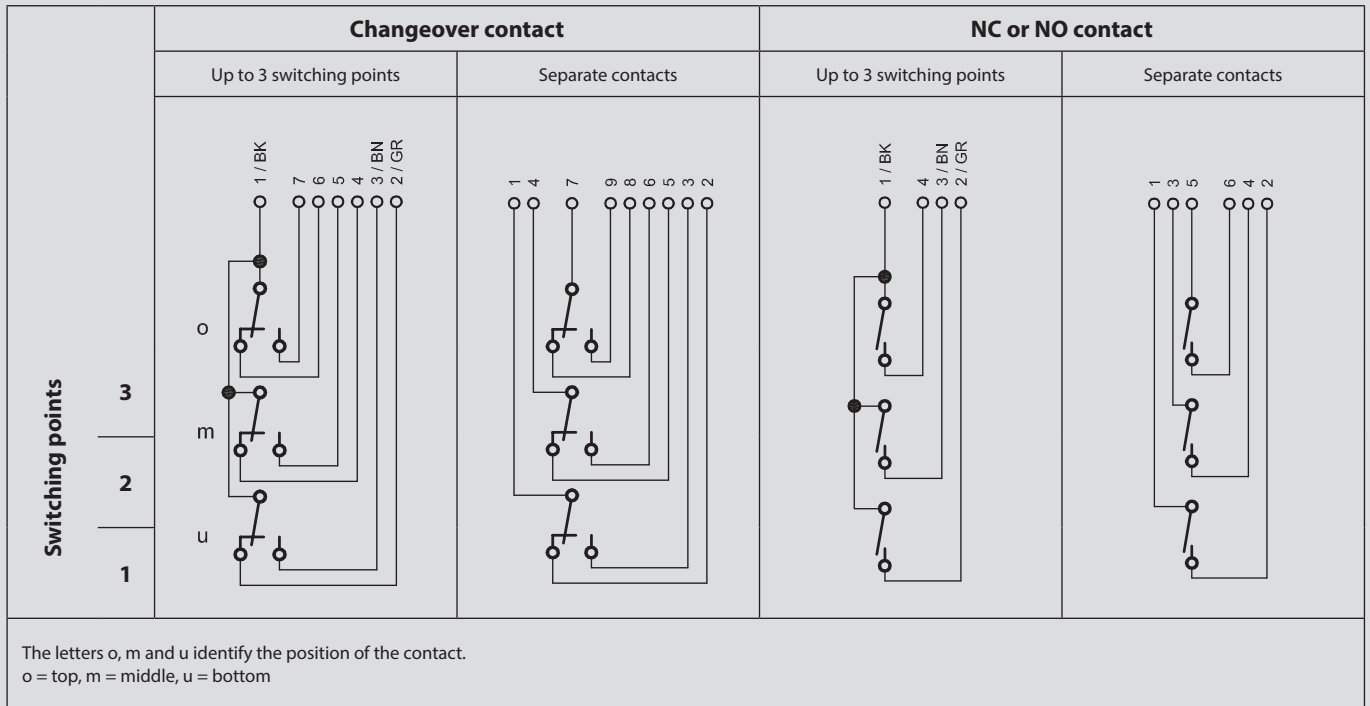 Changeover contact NC or NO contact
Up to 3 switching points Separate contacts Up to 3 switching points Separate contacts
1 / BK 7 6 5 4 3 / BN 2 / GR
1 4 7 9 8 6 5 3 2
1 / BK 4 3 / BN 2 / GR
1 3 5 6 4 2
Switching points
o
3
m
2
u
1
The letters o, m and u identify the position of the contact.
o = top, m = middle, u = bottom